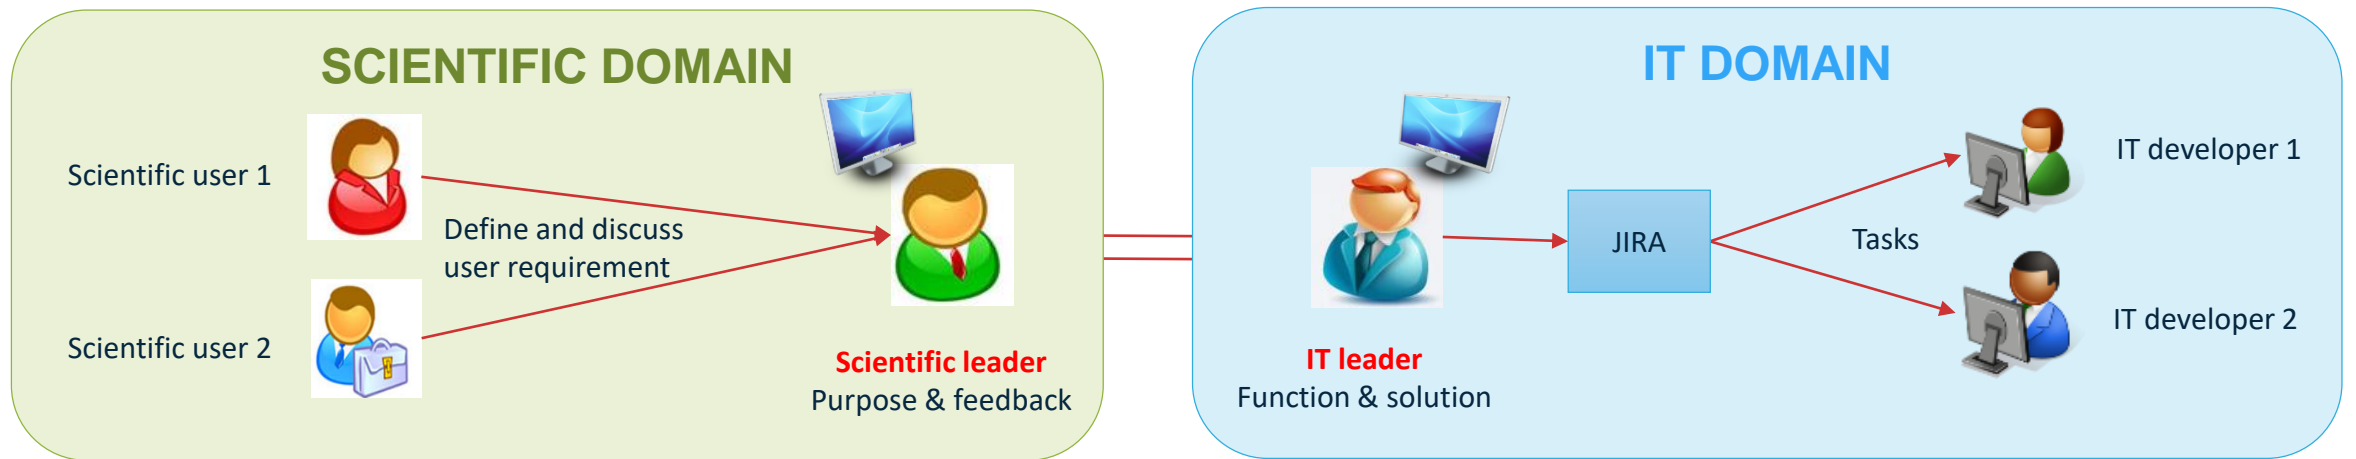 SCIENTIFIC DOMAIN
Scientific user 1
Define and discuss
user requirement
Scientific user 2
Scientific leader
Purpose & feedback
IT DOMAIN
IT leader
Function & solution
JIRA
Tasks
IT developer 1
IT developer 2